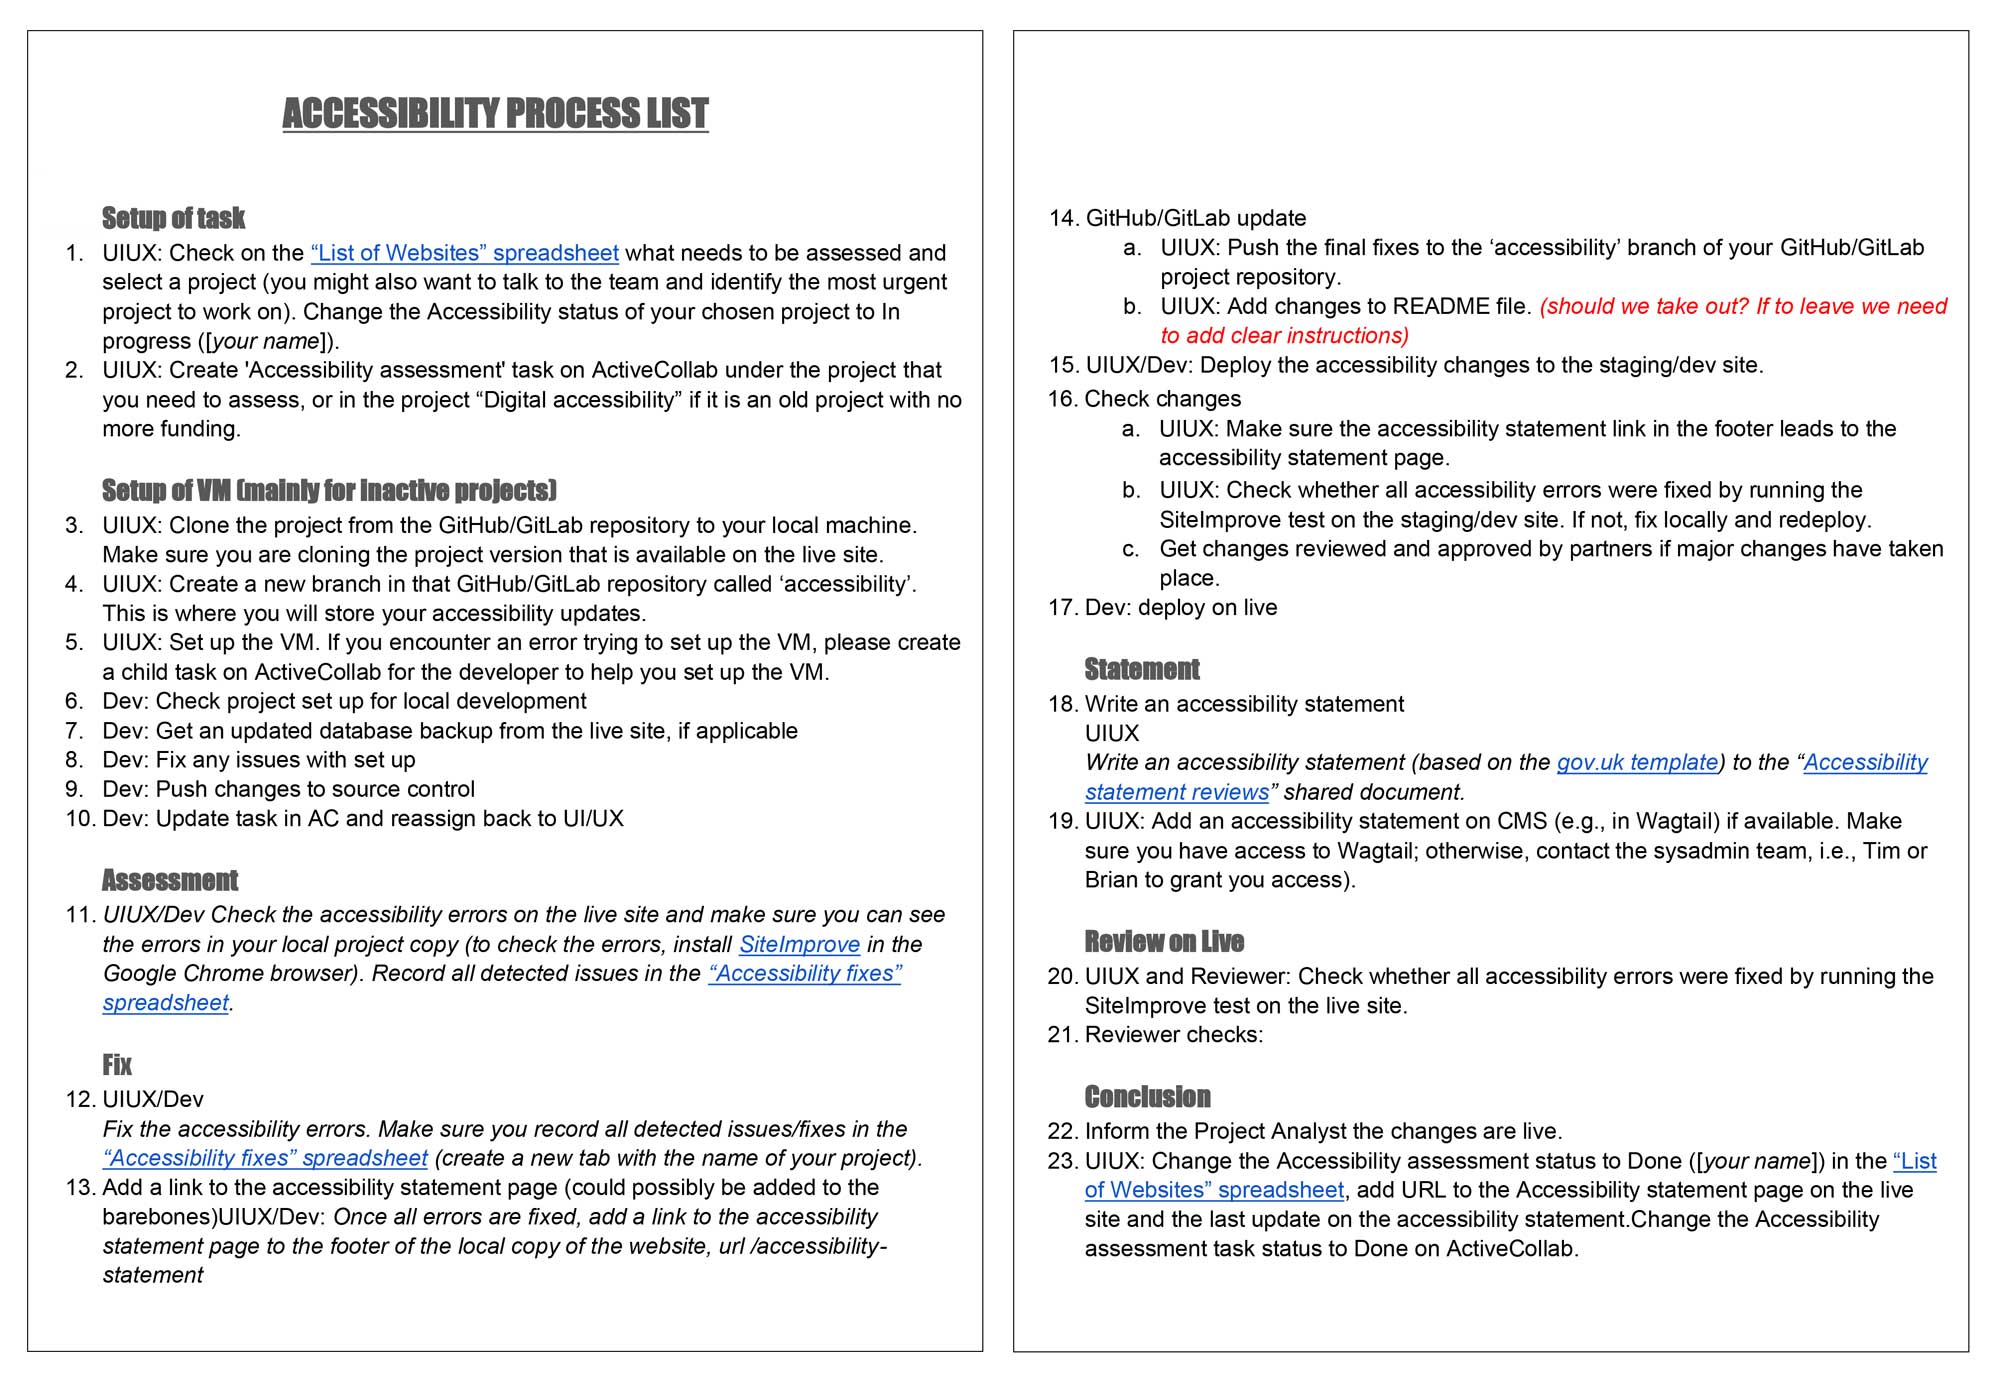 ACCESSIBILITY PROCESS LIST
Setup of task
1. UIUX: Check on the “List of Websites” spreadsheet what needs to be assessed and
select a project (you might also want to talk to the team and identify the most urgent
project to work on). Change the Accessibility status of your chosen project to In
progress ([your name]).
2. UIUX: Create 'Accessibility assessment' task on ActiveCollab under the project that
you need to assess, or in the project “Digital accessibility” if it is an old project with no
more funding.
Setup of VM (mainly for inactive projects)
3. UIUX: Clone the project from the GitHub/GitLab repository to your local machine.
Make sure you are cloning the project version that is available on the live site.
4. UIUX: Create a new branch in that GitHub/GitLab repository called ‘accessibility’.
This is where you will store your accessibility updates.
5. UIUX: Set up the VM. If you encounter an error trying to set up the VM, please create
a child task on ActiveCollab for the developer to help you set up the VM.
6. Dev: Check project set up for local development
7. Dev: Get an updated database backup from the live site, if applicable
8. Dev: Fix any issues with set up
9. Dev: Push changes to source control
10. Dev: Update task in AC and reassign back to UI/UX
Assessment
11. UIUX/Dev Check the accessibility errors on the live site and make sure you can see
the errors in your local project copy (to check the errors, install SiteImprove in the
Google Chrome browser). Record all detected issues in the “Accessibility fixes”
spreadsheet.
Fix
12. UIUX/Dev
Fix the accessibility errors. Make sure you record all detected issues/fixes in the
“Accessibility fixes” spreadsheet (create a new tab with the name of your project).
13. Add a link to the accessibility statement page (could possibly be added to the
barebones)UIUX/Dev: Once all errors are fixed, add a link to the accessibility
statement page to the footer of the local copy of the website, url /accessibility-
statement
14. GitHub/GitLab update
a. UIUX: Push the final fixes to the ‘accessibility’ branch of your GitHub/GitLab
project repository.
b. UIUX: Add changes to README file. (should we take out? If to leave we need
to add clear instructions)
15. UIUX/Dev: Deploy the accessibility changes to the staging/dev site.
16. Check changes
a. UIUX: Make sure the accessibility statement link in the footer leads to the
accessibility statement page.
b. UIUX: Check whether all accessibility errors were fixed by running the
SiteImprove test on the staging/dev site. If not, fix locally and redeploy.
c. Get changes reviewed and approved by partners if major changes have taken
place.
17. Dev: deploy on live
Statement
18. Write an accessibility statement
UIUX
Write an accessibility statement (based on the gov.uk template) to the “Accessibility
statement reviews” shared document.
19. UIUX: Add an accessibility statement on CMS (e.g., in Wagtail) if available. Make
sure you have access to Wagtail; otherwise, contact the sysadmin team, i.e., Tim or
Brian to grant you access).
Review on Live
20. UIUX and Reviewer: Check whether all accessibility errors were fixed by running the
SiteImprove test on the live site.
21. Reviewer checks:
Conclusion
22. Inform the Project Analyst the changes are live.
23. UIUX: Change the Accessibility assessment status to Done ([your name]) in the “List
of Websites” spreadsheet, add URL to the Accessibility statement page on the live
site and the last update on the accessibility statement.Change the Accessibility
assessment task status to Done on ActiveCollab.